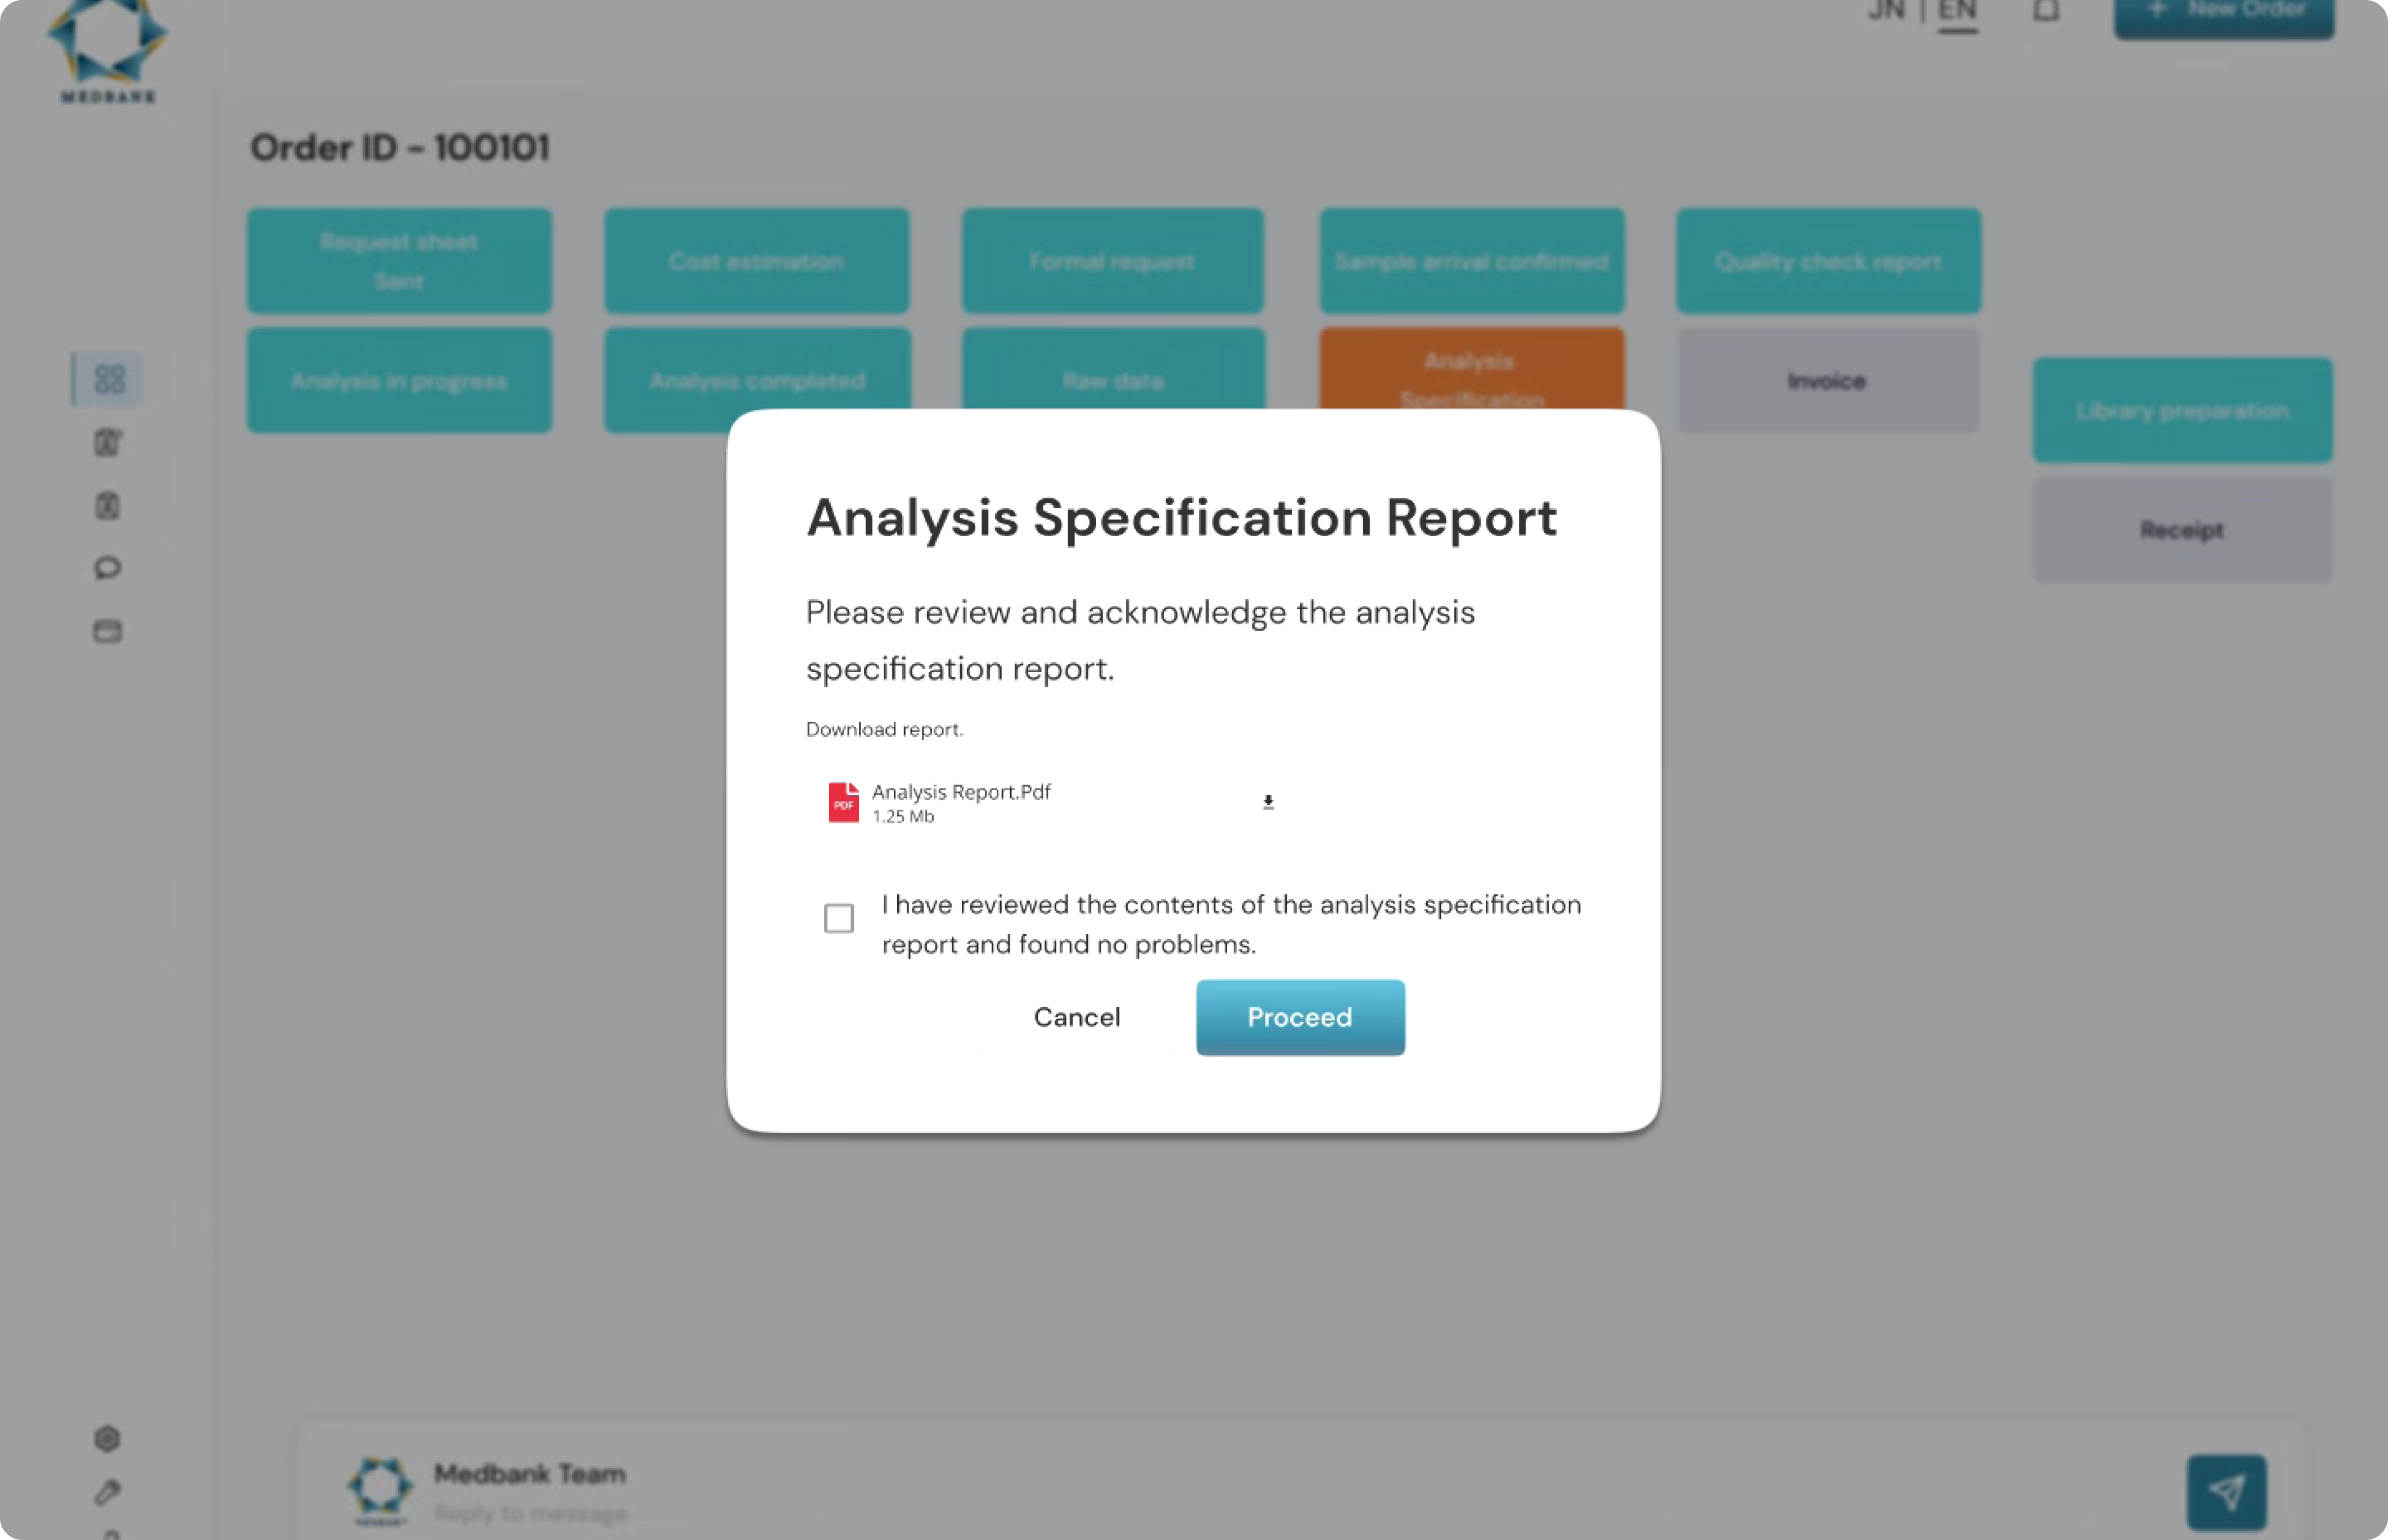 JN | EN
+ New Order
MEDBANK
Order ID - 100101
Request sheet
Sent
Cost estimation
Formal request
Sample arrival confirmed
Quality check report
Analysis in progress
Analysis completed
Raw data
Analysis
Specification
Invoice
Library preparation
Receipt
Analysis Specification Report
Please review and acknowledge the analysis
specification report.
Download report.
PDF
Analysis Report.Pdf
1.25 Mb
I have reviewed the contents of the analysis specification
report and found no problems.
Cancel
Proceed
Medbank Team
Reply to message